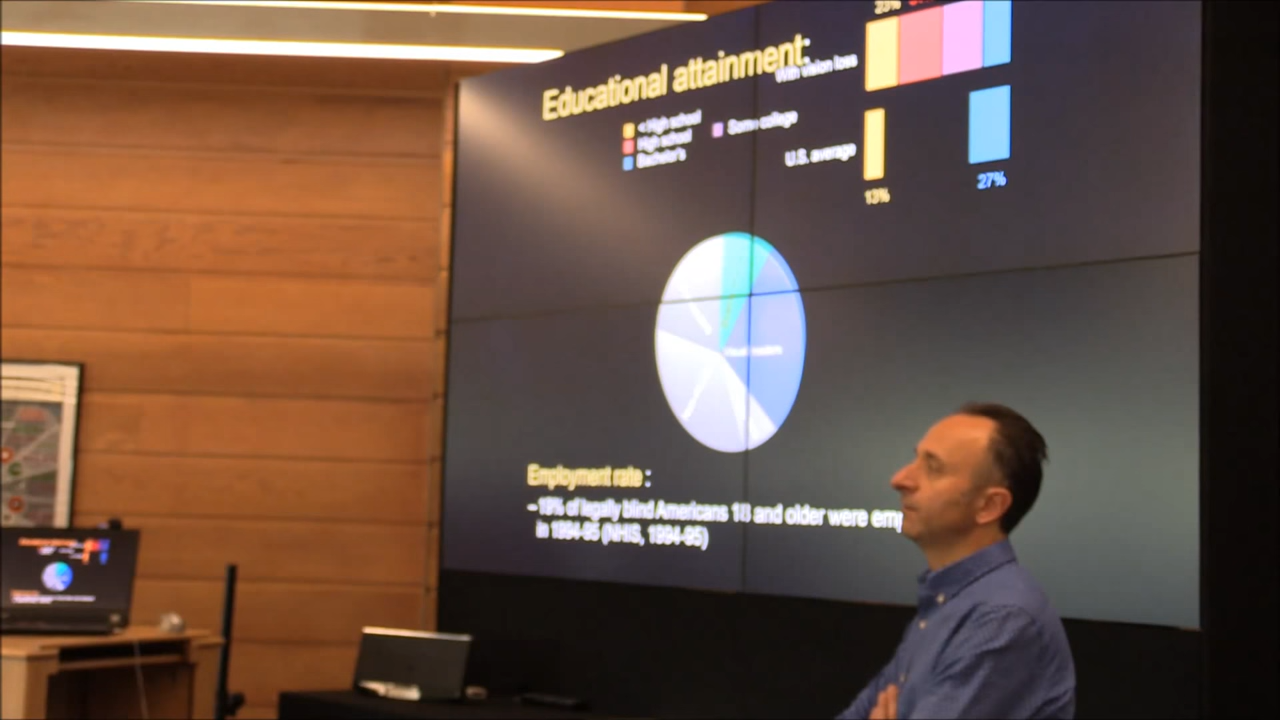 Educational attainment:
With vision loss
< High school
Some college
High school
Bachelor's
U.S. average
13%
27%
Employment rate :
– 19% of legally blind Americans 18 and older were
in 1994-95 (NHIS, 1994-95)